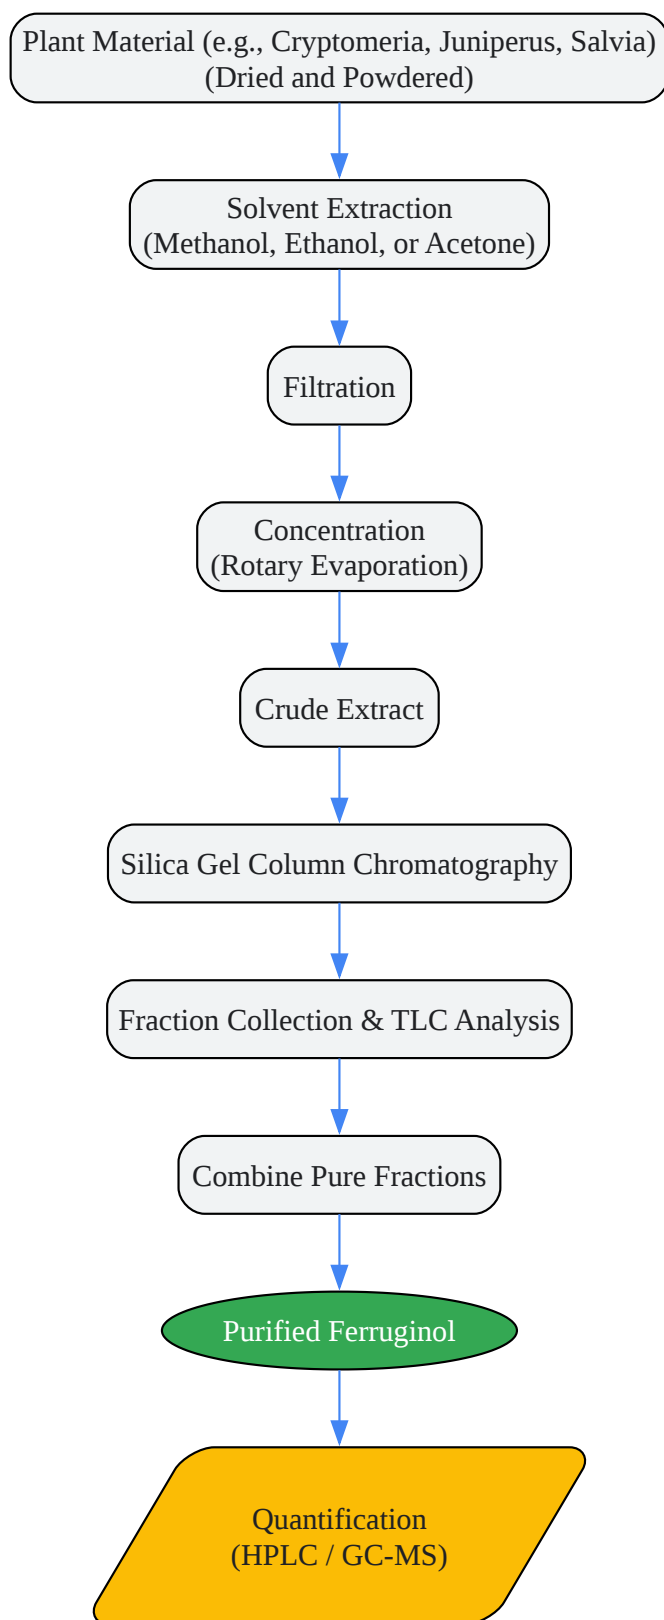 Plant Material (e.g., Cryptomeria, Juniperus, Salvia)
(Dried and Powdered)
Solvent Extraction
(Methanol, Ethanol, or Acetone)
Filtration
Concentration
(Rotary Evaporation)
Crude Extract
Silica Gel Column Chromatography
Fraction Collection & TLC Analysis
Combine Pure Fractions
Purified Ferruginol
Quantification
(HPLC / GC-MS)